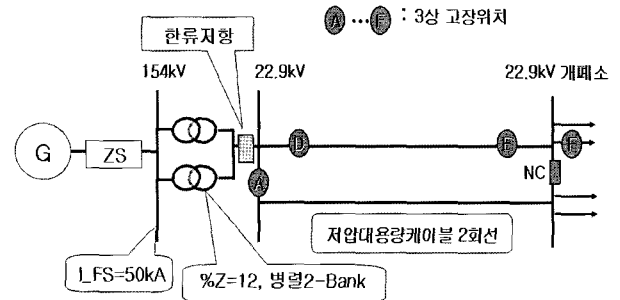 A … F : 3상 고장위치
한류저항
154kV
22.9kV
22.9kV 개폐소
G
ZS
D
E
F
A
NC
저압대용량케이블 2회선
I_FS=50kA
%Z=12, 병렬2-Bank